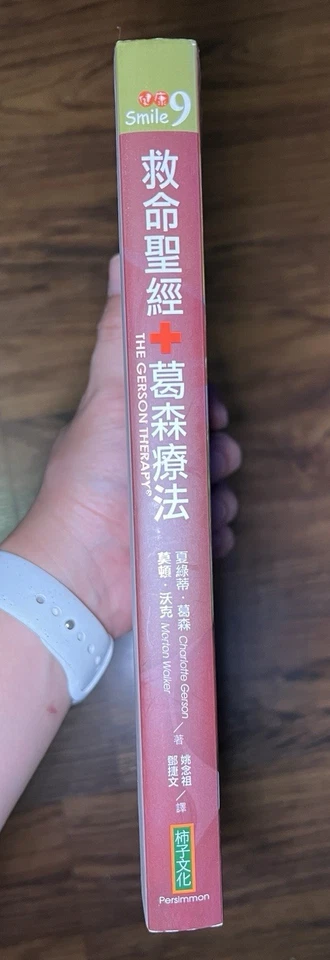 健康
Smile 9
救命聖經
葛森療法
THE GERSON THERAPY®
夏綠蒂．葛森 Charlotte Gerson
莫頓．沃克 Morton Walker
／著
姚念祖
鄧捷文
／譯
柿子文化
Persimmon